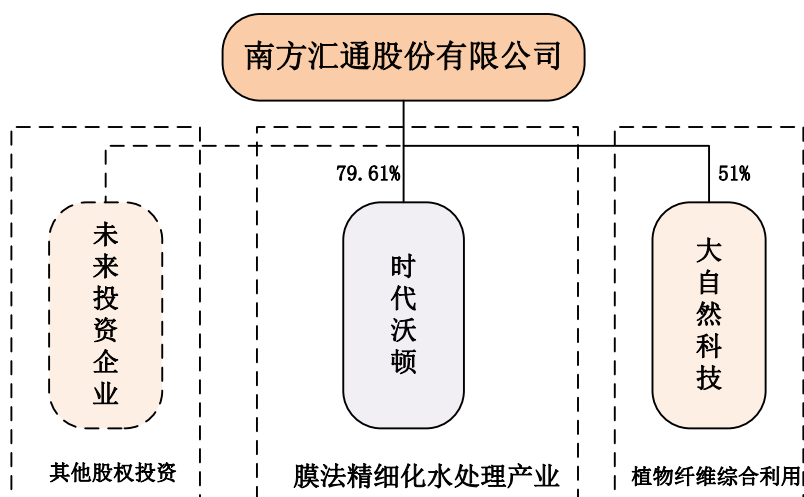 南方汇通股份有限公司
79.61%
51%
未来投资企业
时代沃顿
大自然科技
其他股权投资
膜法精细化水处理产业
植物纤维综合利用